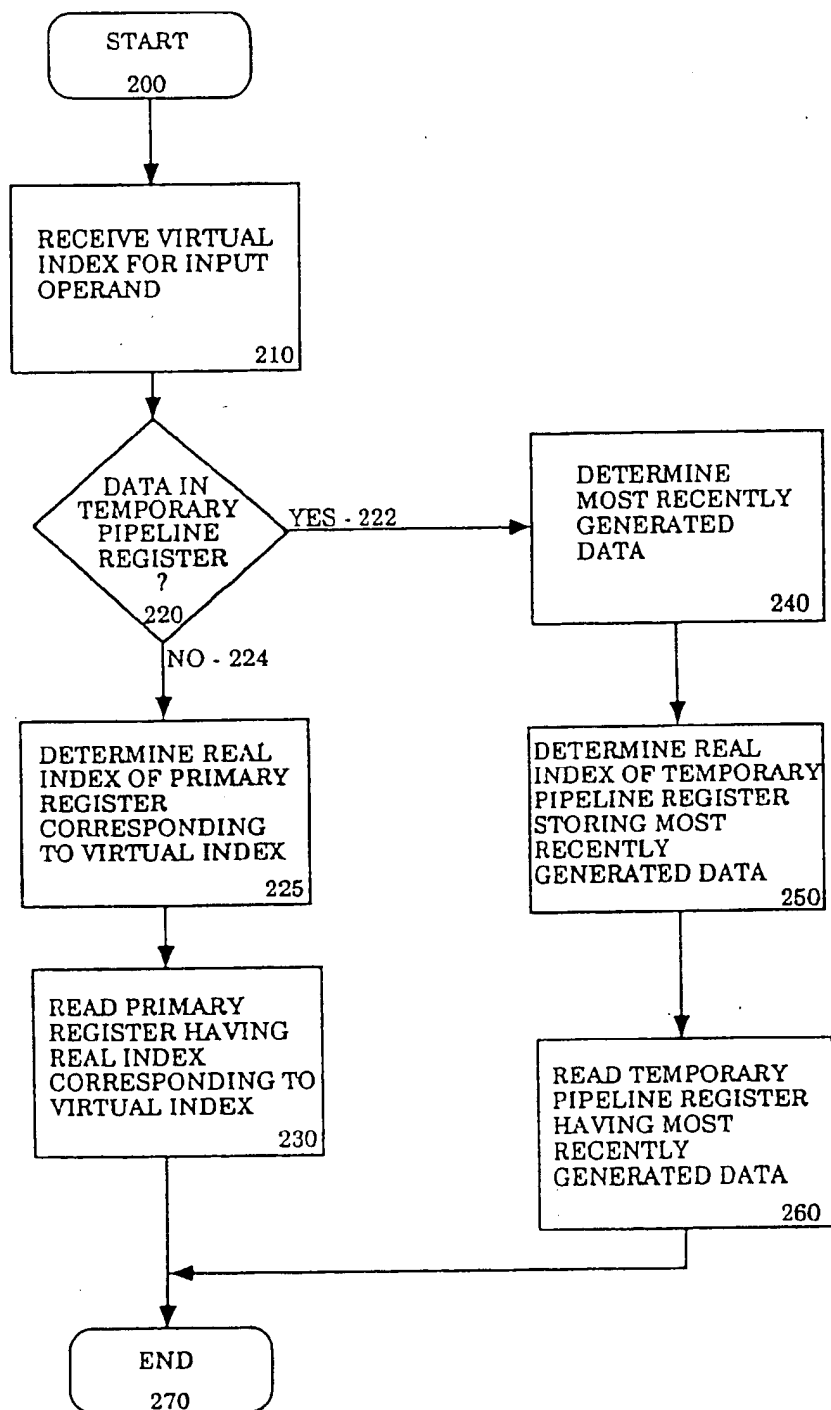 START
200
RECEIVE VIRTUAL
INDEX FOR INPUT
OPERAND
210
DATA IN
TEMPORARY
PIPELINE
REGISTER
?
220
YES - 222
NO - 224
DETERMINE
MOST RECENTLY
GENERATED
DATA
240
DETERMINE REAL
INDEX OF PRIMARY
REGISTER
CORRESPONDING
TO VIRTUAL INDEX
225
DETERMINE REAL
INDEX OF TEMPORARY
PIPELINE REGISTER
STORING MOST
RECENTLY
GENERATED DATA
250
READ PRIMARY
REGISTER HAVING
REAL INDEX
CORRESPONDING TO
VIRTUAL INDEX
230
READ TEMPORARY
PIPELINE REGISTER
HAVING MOST
RECENTLY
GENERATED DATA
260
END
270